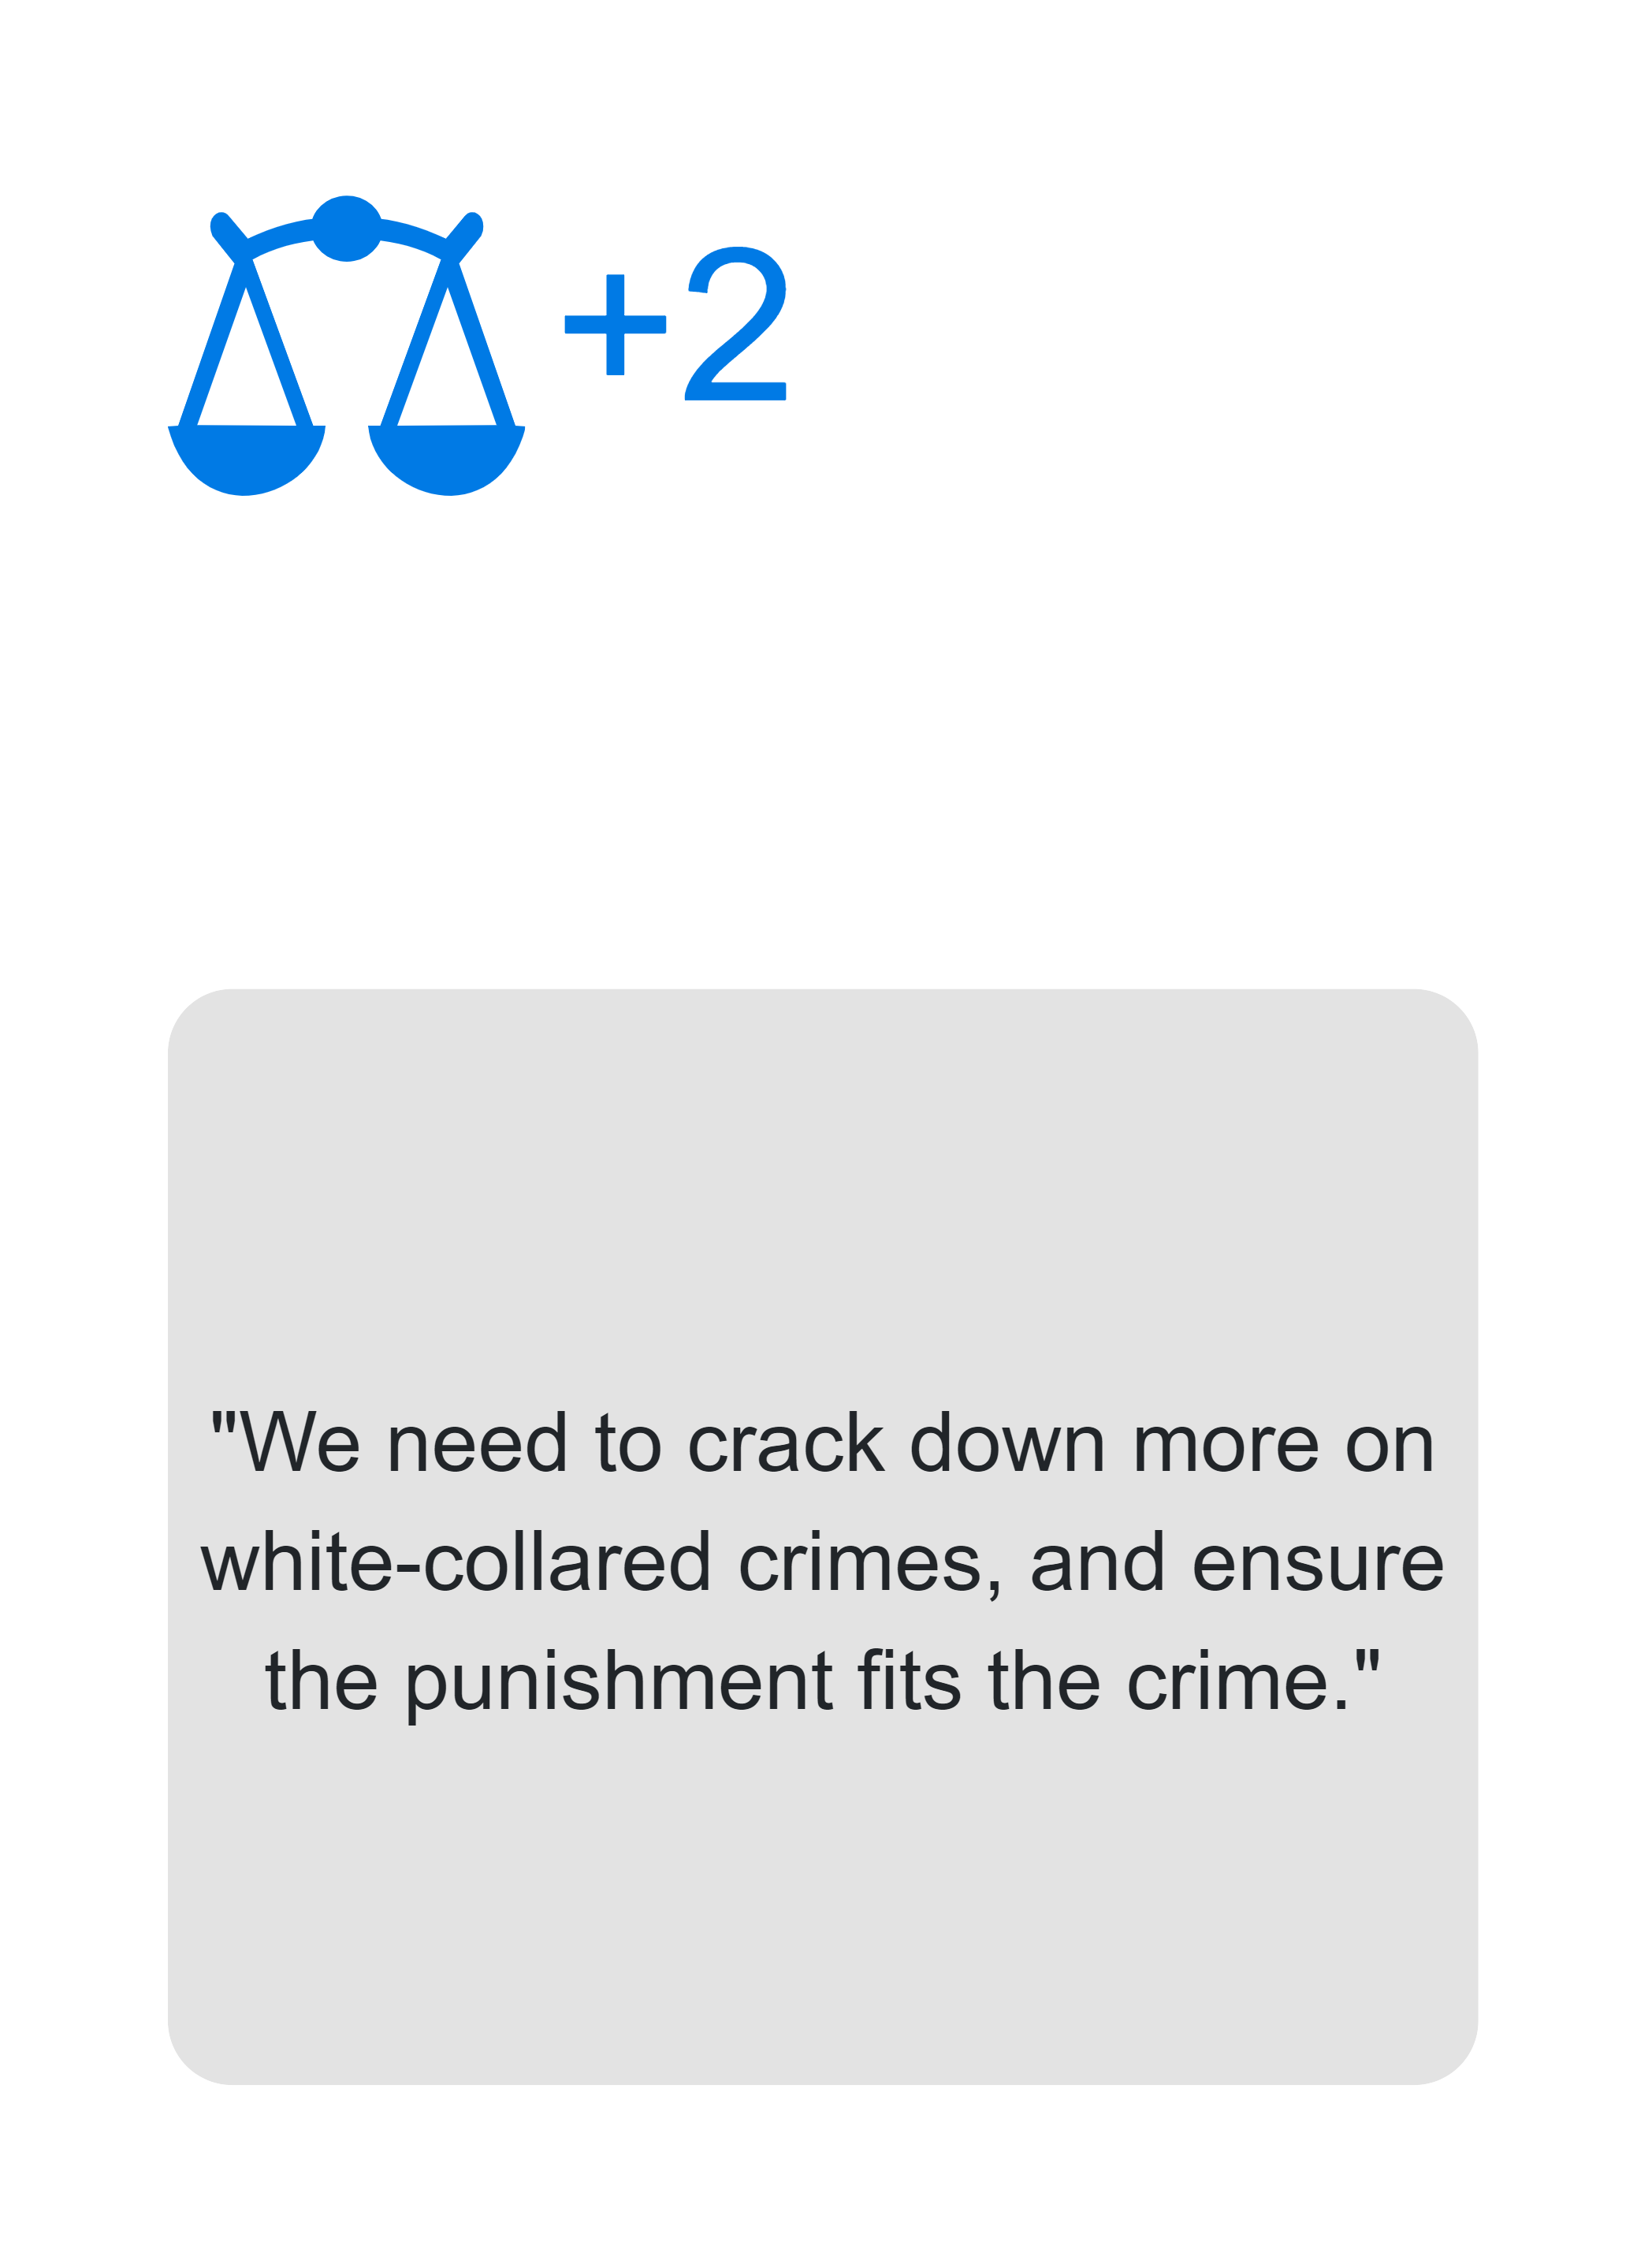 +2
"We need to crack down more on
white-collared crimes, and ensure
the punishment fits the crime."